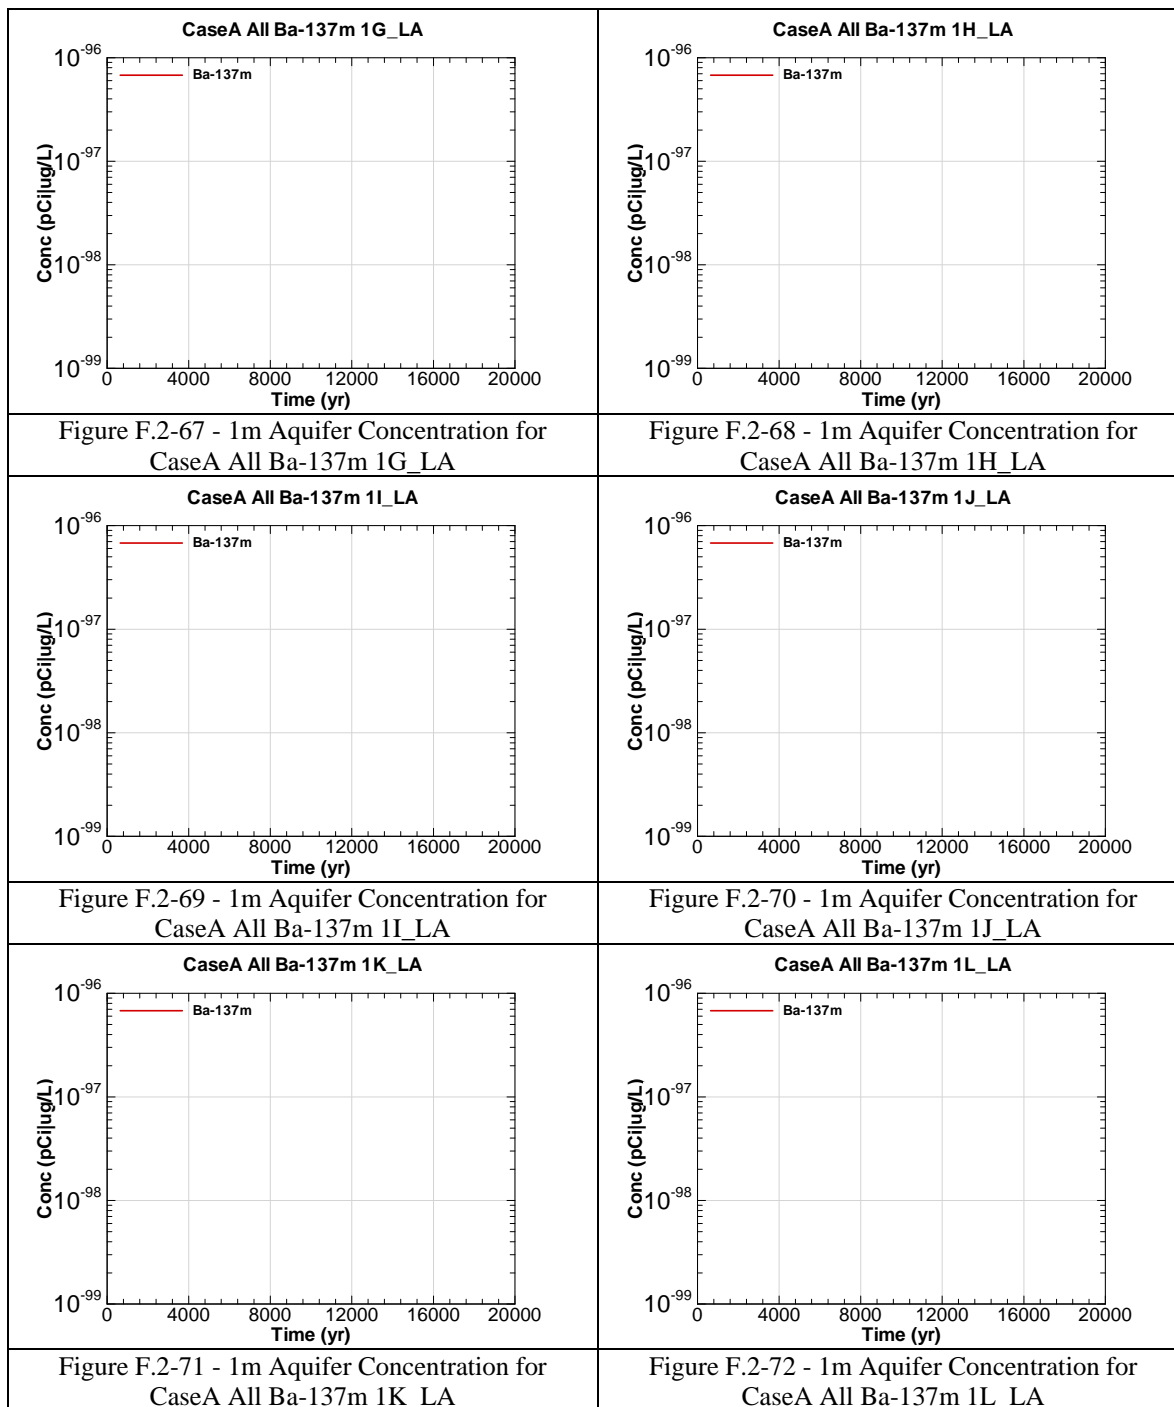 CaseA All Ba-137m 1G_LA
10-96
Ba-137m
10-97
Conc (pCi|ug/L)
10-98
10-99
0 4000 8000 12000 16000 20000
Time (yr)
Figure F.2-67 - 1m Aquifer Concentration for
CaseA All Ba-137m 1G_LA
CaseA All Ba-137m 1H_LA
10-96
Ba-137m
10-97
Conc (pCi|ug/L)
10-98
10-99
0 4000 8000 12000 16000 20000
Time (yr)
Figure F.2-68 - 1m Aquifer Concentration for
CaseA All Ba-137m 1H_LA
CaseA All Ba-137m 1I_LA
10-96
Ba-137m
10-97
Conc (pCi|ug/L)
10-98
10-99
0 4000 8000 12000 16000 20000
Time (yr)
Figure F.2-69 - 1m Aquifer Concentration for
CaseA All Ba-137m 1I_LA
CaseA All Ba-137m 1J_LA
10-96
Ba-137m
10-97
Conc (pCi|ug/L)
10-98
10-99
0 4000 8000 12000 16000 20000
Time (yr)
Figure F.2-70 - 1m Aquifer Concentration for
CaseA All Ba-137m 1J_LA
CaseA All Ba-137m 1K_LA
10-96
Ba-137m
10-97
Conc (pCi|ug/L)
10-98
10-99
0 4000 8000 12000 16000 20000
Time (yr)
Figure F.2-71 - 1m Aquifer Concentration for
CaseA All Ba-137m 1K_LA
CaseA All Ba-137m 1L_LA
10-96
Ba-137m
10-97
Conc (pCi|ug/L)
10-98
10-99
0 4000 8000 12000 16000 20000
Time (yr)
Figure F.2-72 - 1m Aquifer Concentration for
CaseA All Ba-137m 1L_LA